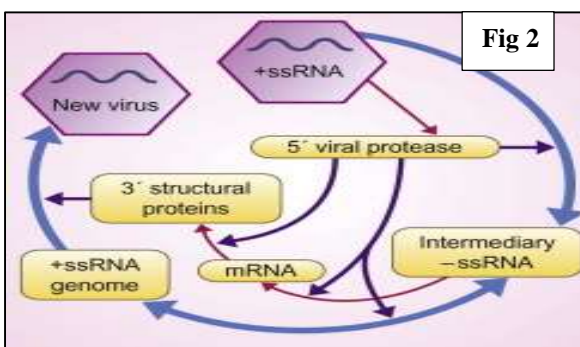 Fig 2
+ssRNA
New virus
5´ viral protease
3´ structural
proteins
Intermediary
–ssRNA
mRNA
+ssRNA
genome